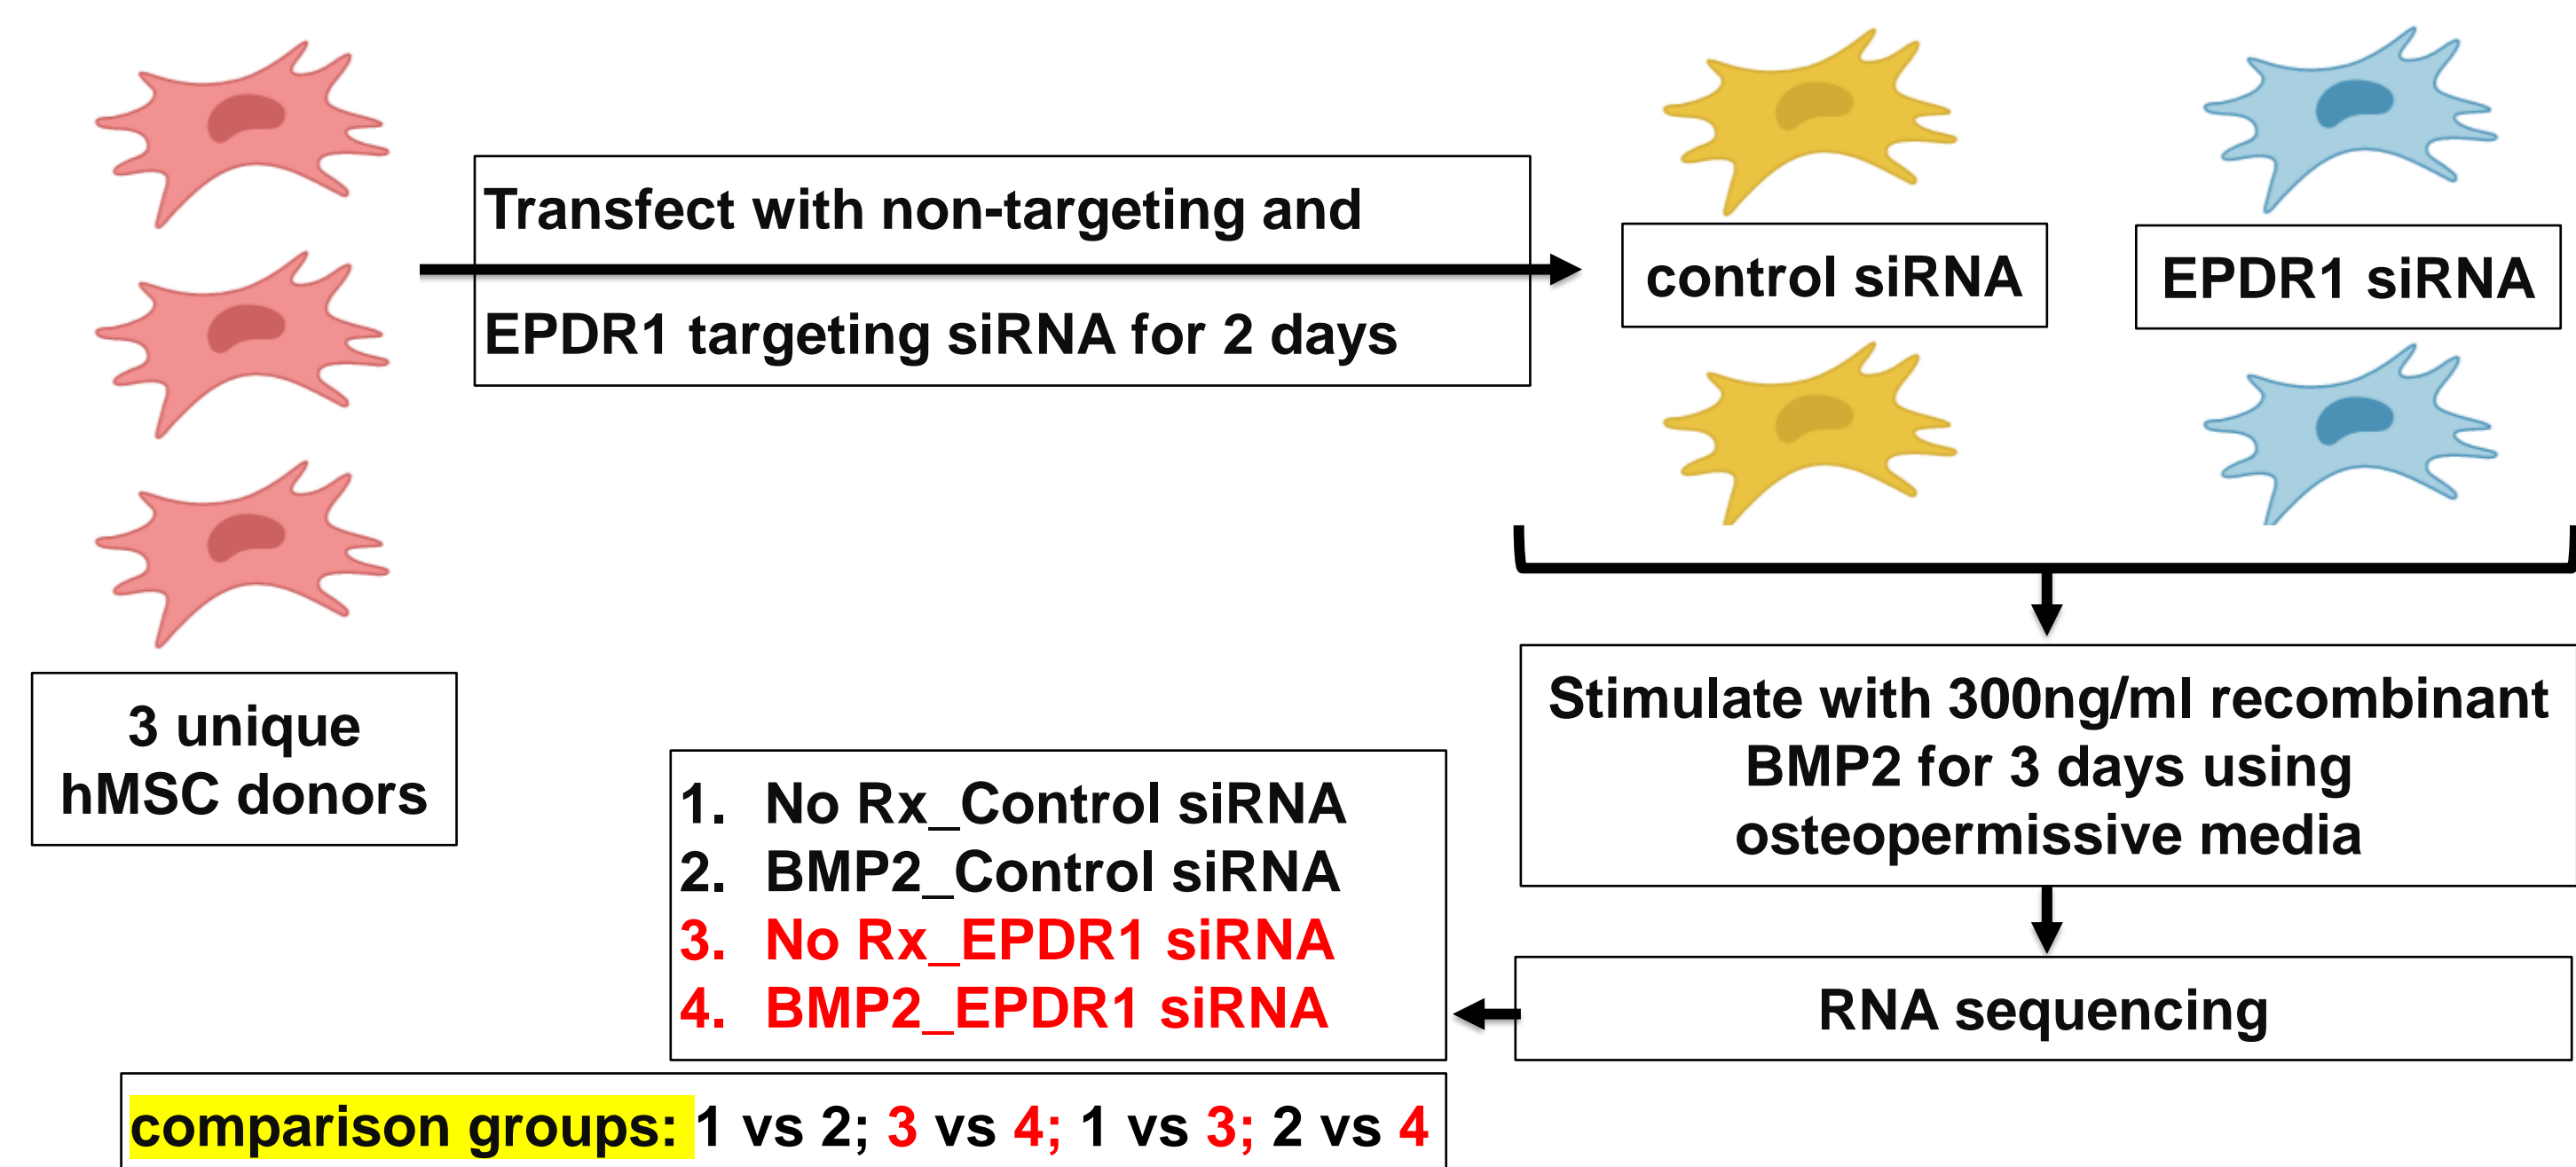 Transfect with non-targeting and
EPDR1 targeting siRNA for 2 days
control siRNA
EPDR1 siRNA
3 unique
hMSC donors
Stimulate with 300ng/ml recombinant
BMP2 for 3 days using
osteopermissive media
RNA sequencing
1. No Rx_Control siRNA
2. BMP2_Control siRNA
3. No Rx_EPDR1 siRNA
4. BMP2_EPDR1 siRNA
comparison groups: 1 vs 2; 3 vs 4; 1 vs 3; 2 vs 4